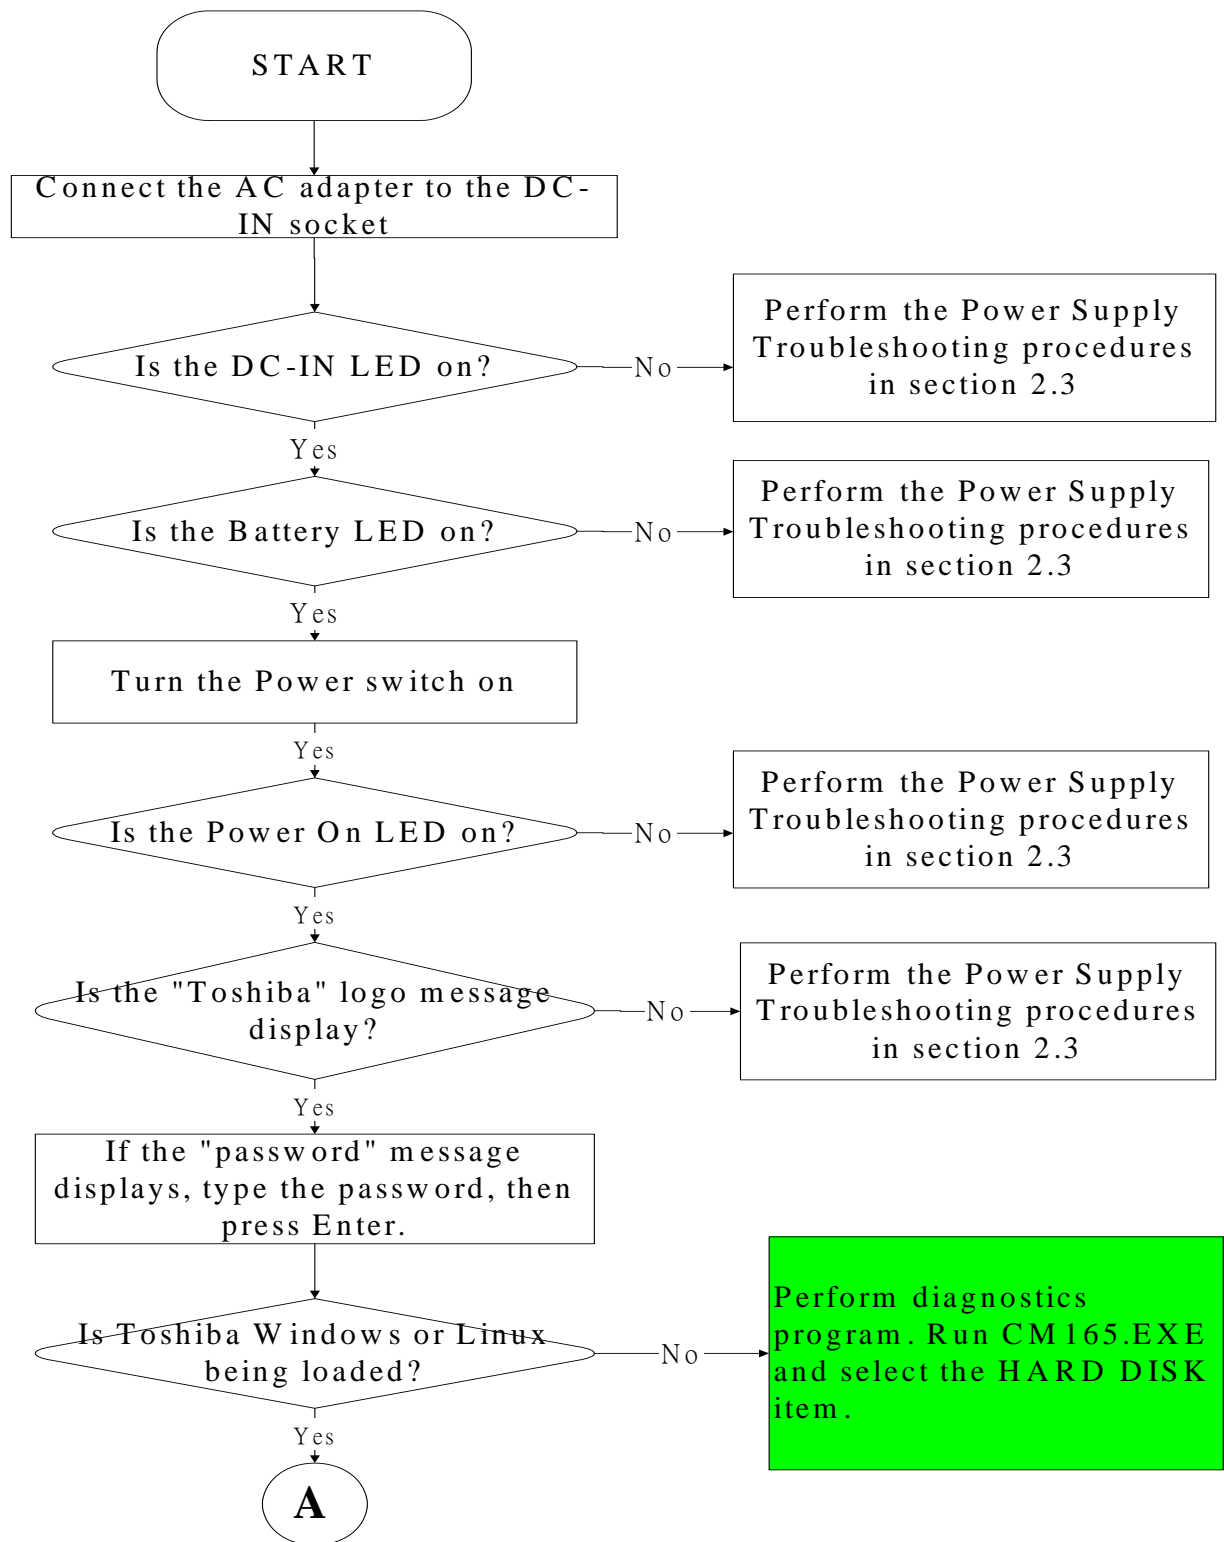 START
Connect the AC adapter to the DC-
IN socket
Is the DC-IN LED on?
No
Perform the Power Supply
Troubleshooting procedures
in section 2.3
Yes
Is the Battery LED on?
No
Perform the Power Supply
Troubleshooting procedures
in section 2.3
Yes
Turn the Power switch on
Yes
Is the Power On LED on?
No
Perform the Power Supply
Troubleshooting procedures
in section 2.3
Yes
Is the "Toshiba" logo message
display?
No
Perform the Power Supply
Troubleshooting procedures
in section 2.3
Yes
If the "password" message
displays, type the password, then
press Enter.
Is Toshiba Windows or Linux
being loaded?
No
Perform diagnostics
program. Run CM165.EXE
and select the HARD DISK
item.
Yes
A